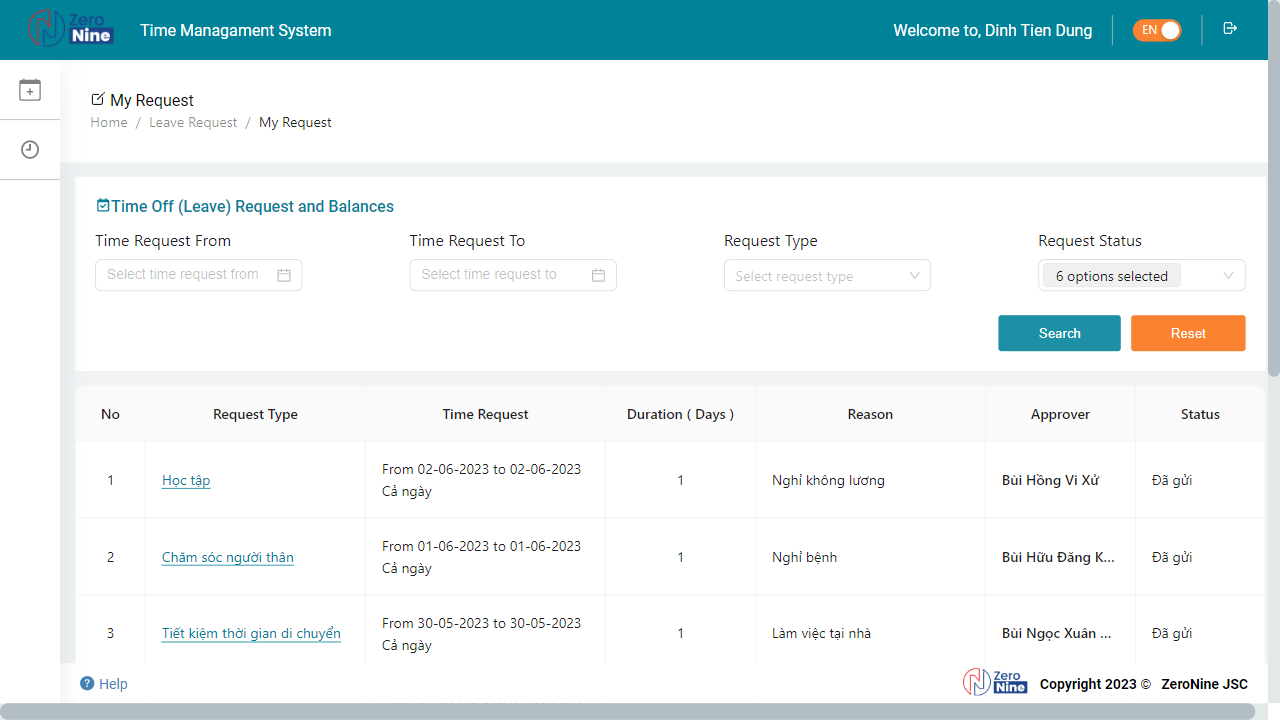 Zero
Nine
Time Managament System
Welcome to, Dinh Tien Dung
EN
My Request
Home / Leave Request / My Request
Time Off (Leave) Request and Balances
Time Request From
Time Request To
Request Type
Request Status
Select time request from
Select time request to
Select request type
6 options selected
Search
Reset
No
Request Type
Time Request
Duration ( Days )
Reason
Approver
Status
1
Học tập
From 02-06-2023 to 02-06-2023
Cả ngày
1
Nghỉ không lương
Bùi Hồng Vi Xử
Đã gửi
2
Chăm sóc người thân
From 01-06-2023 to 01-06-2023
Cả ngày
1
Nghỉ bệnh
Bùi Hữu Đăng K...
Đã gửi
3
Tiết kiệm thời gian di chuyển
From 30-05-2023 to 30-05-2023
Cả ngày
1
Làm việc tại nhà
Bùi Ngọc Xuân ...
Đã gửi
Help
Zero
Nine
Copyright 2023 © ZeroNine JSC